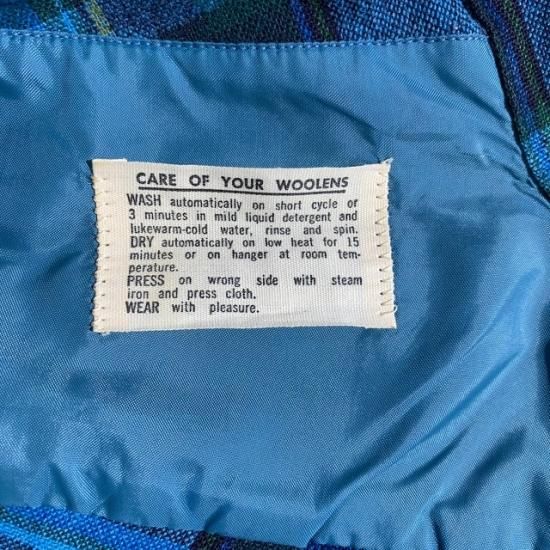 CARE OF YOUR WOOLENS
WASH automatically on short cycle or
3 minutes in mild liquid detergent and
lukewarm-cold water, rinse and spin.
DRY automatically on low heat for 15
minutes or on hanger at room tem-
perature.
PRESS on wrong side with steam
iron and press cloth.
WEAR with pleasure.